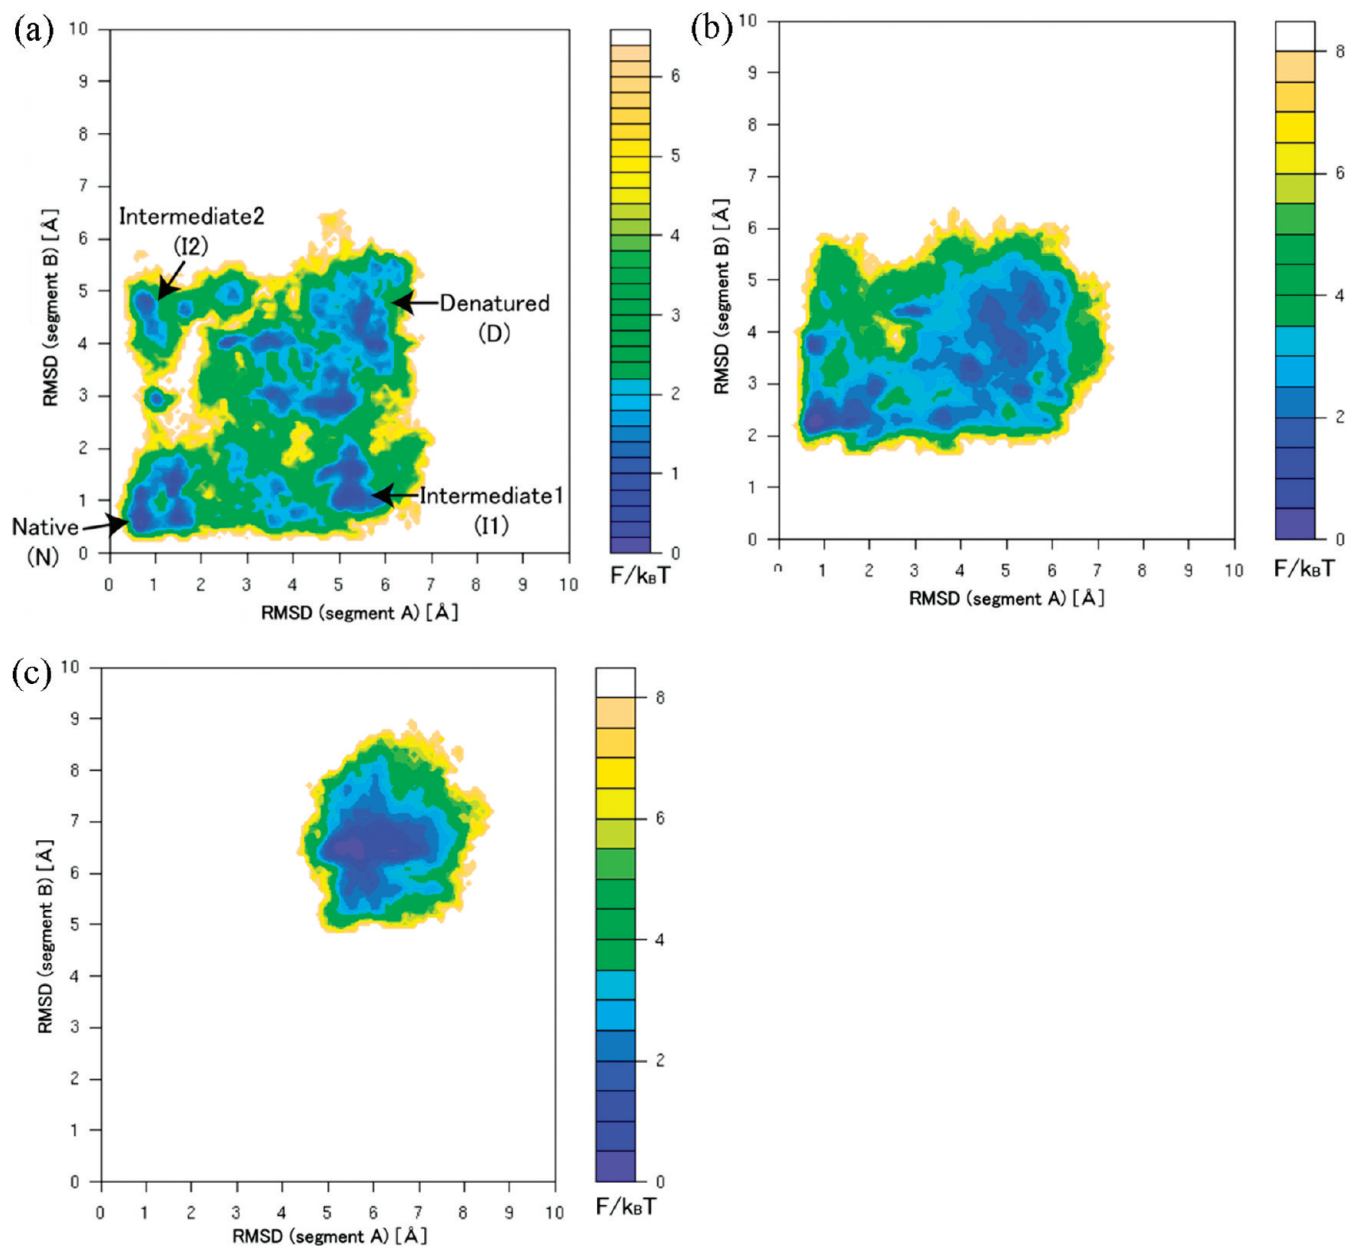 (a)
10
9
8
7
6
5
4
3
2
1
0
RMSD (segment B) [Å]
Intermediate2
(I2)
Denatured
(D)
Intermediate1
(I1)
Native
(N)
0 1 2 3 4 5 6 7 8 9 10
RMSD (segment A) [Å]
6
5
4
3
2
1
0
F/kBT
(b)
10
9
8
7
6
5
4
3
2
1
0
RMSD (segment B) [Å]
0 1 2 3 4 5 6 7 8 9 10
RMSD (segment A) [Å]
8
6
4
2
0
F/kBT
(c)
10
9
8
7
6
5
4
3
2
1
0
RMSD (segment B) [Å]
0 1 2 3 4 5 6 7 8 9 10
RMSD (segment A) [Å]
8
6
4
2
0
F/kBT